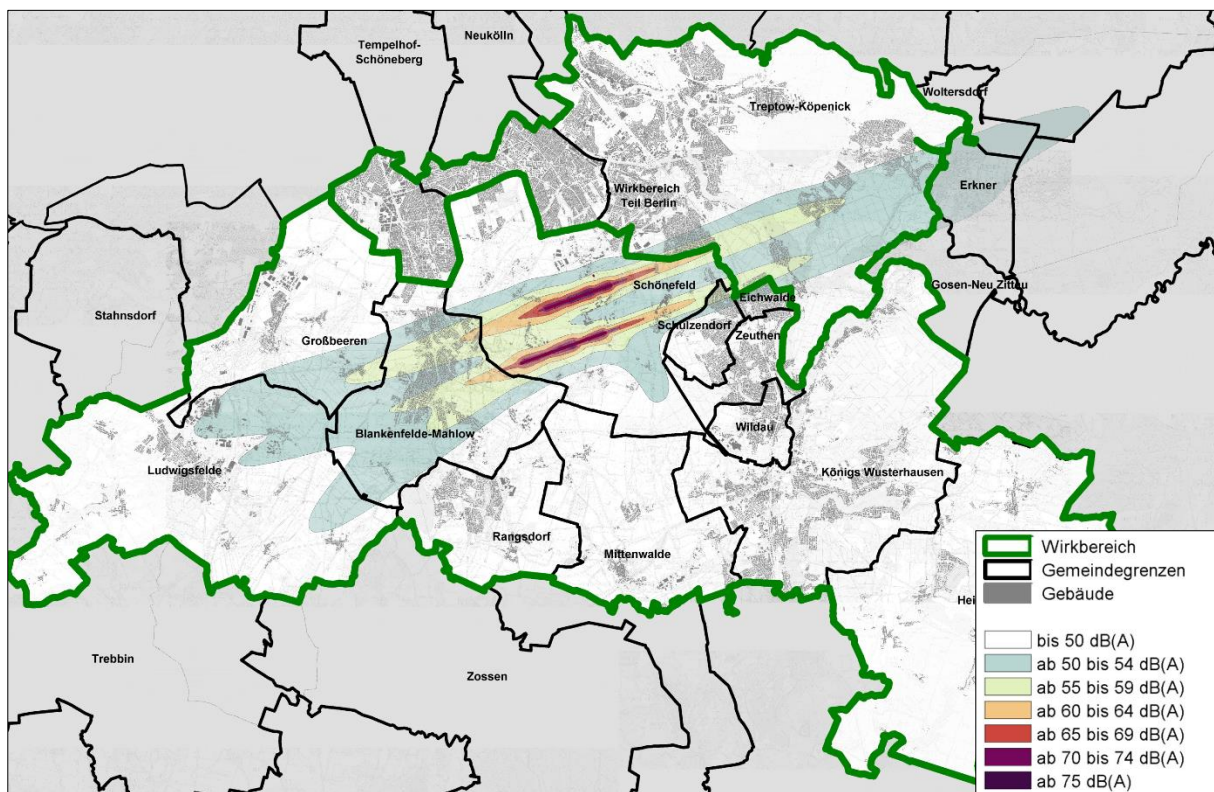 Neukölln
Tempelhof-
Schöneberg
Woltersdorf
Treptow-Köpenick
Erkner
Wirkbereich
Teil Berlin
Gosen-Neu Zittau
Schönefeld
Eichwalde
Stahnsdorf
Schulzendorf
Großbeeren
Zeuthen
Wildau
Blankenfelde-Mahlow
Ludwigsfelde
Königs Wusterhausen
Rangsdorf
Mittenwalde
Hei
Trebbin
Zossen
Wirkbereich
Gemeindegrenzen
Gebäude
bis 50 dB(A)
ab 50 bis 54 dB(A)
ab 55 bis 59 dB(A)
ab 60 bis 64 dB(A)
ab 65 bis 69 dB(A)
ab 70 bis 74 dB(A)
ab 75 dB(A)